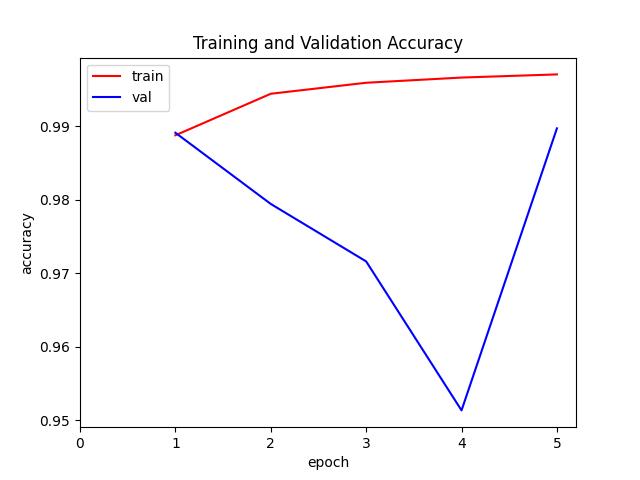 Training and Validation Accuracy
train
val
0.99
0.98
0.97
0.96
0.95
accuracy
0 1 2 3 4 5
epoch